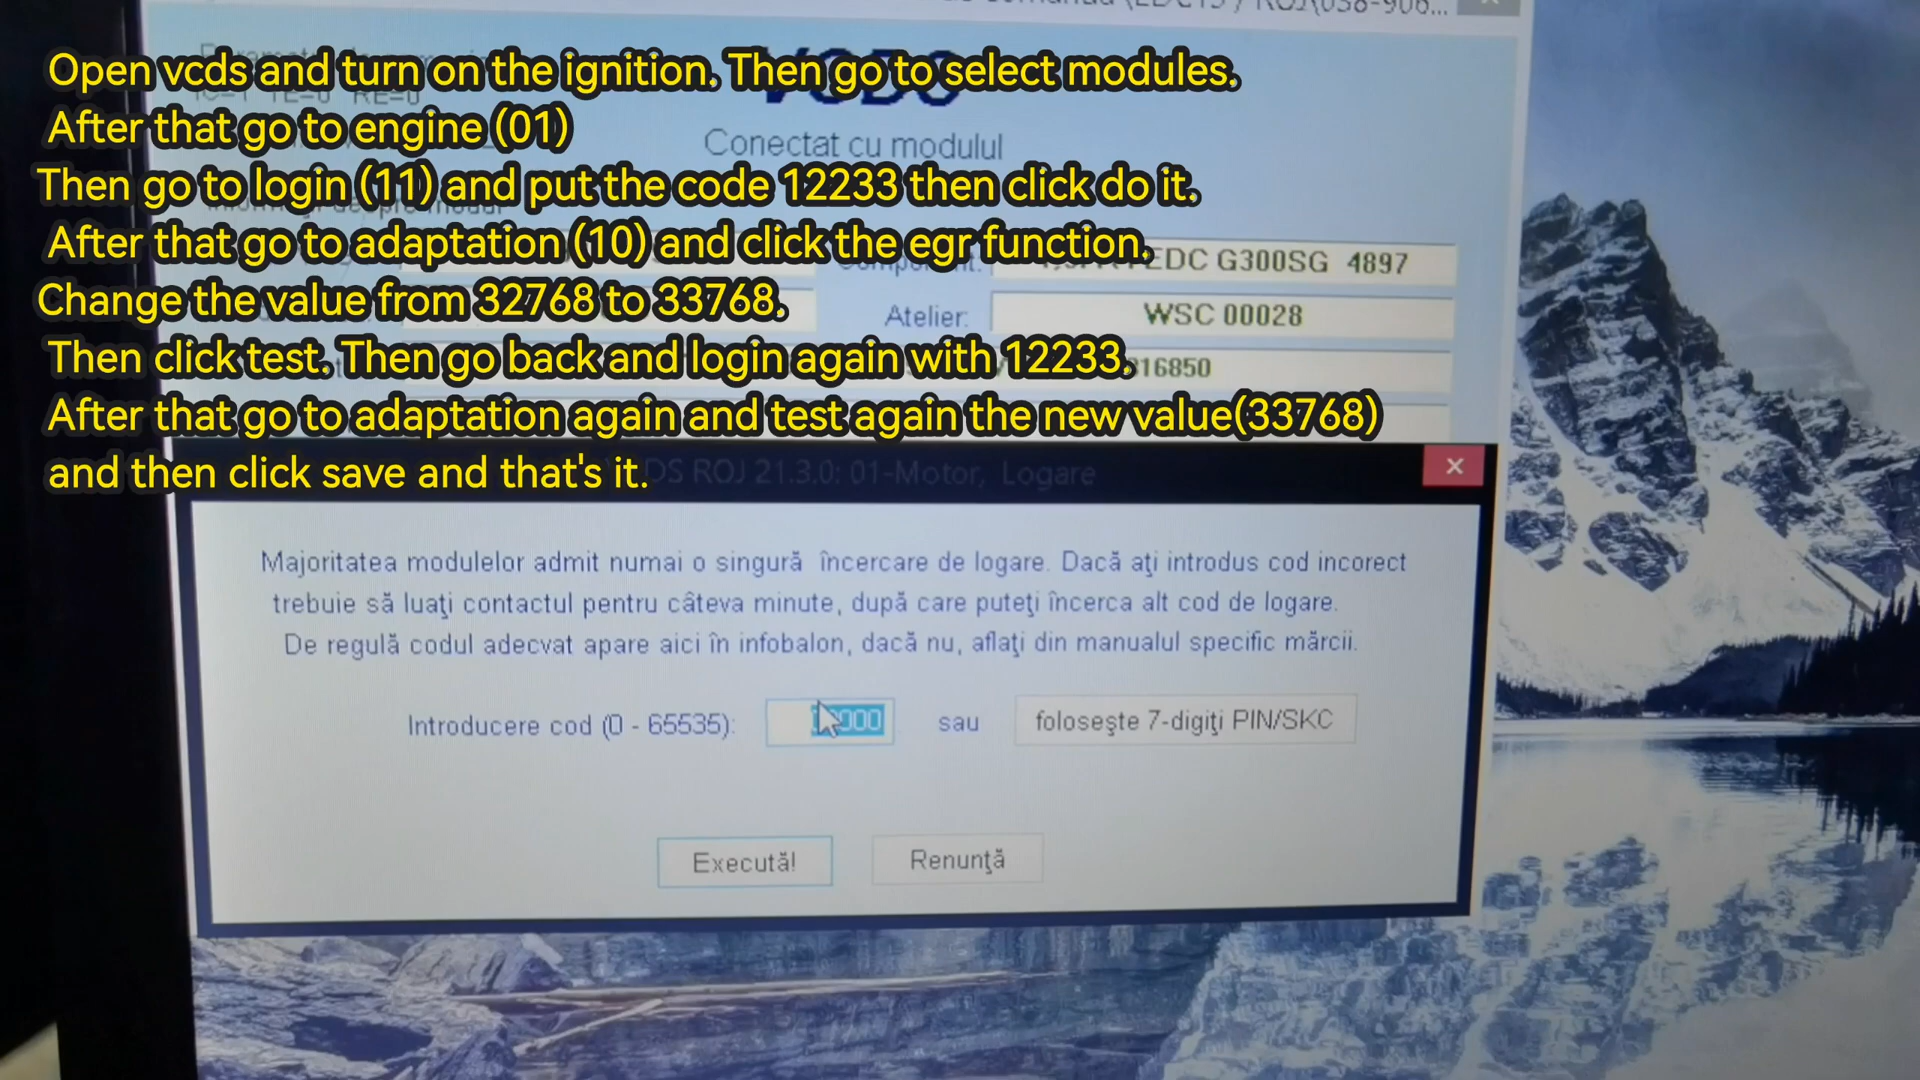 Open vcds and turn on the ignition. Then go to select modules.
After that go to engine (01)
Conectat cu modulul
Then go to login (11) and put the code 12233 then click do it.
After that go to adaptation (10) and click the egr function.
EDC G300SG 4897
Change the value from 32768 to 33768.
Atelier: WSC 00028
Then click test. Then go back and login again with 12233.
316850
After that go to adaptation again and test again the new value(33768)
and then click save and that's it.
DS ROJ 21.3.0: 01-Motor, Logare
Majoritatea modulelor admit numai o singură încercare de logare. Dacă aţi introdus cod incorect
trebuie să luaţi contactul pentru câteva minute, după care puteţi încerca alt cod de logare.
De regulă codul adecvat apare aici în infobalon, dacă nu, aflaţi din manualul specific mărcii.
Introducere cod (0 - 65535): sau foloseşte 7-digiţi PIN/SKC
Execută! Renunţă